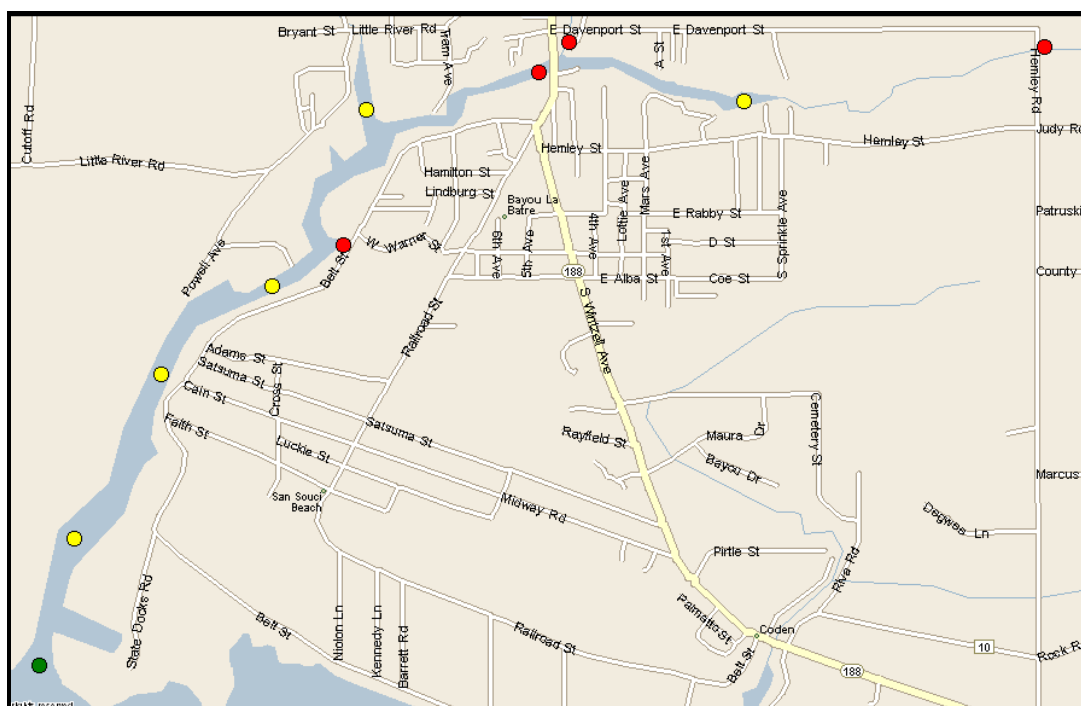 Bryant St
Little River Rd
E Davenport St
E Davenport St
Tram Ave
A St
Hemley Rd
Cutoff Rd
Judy Ro
Hemley St
Hemley St
Little River Rd
Hamilton St
Lindburg St
Bayou La
Batre
Mars Ave
Lottie Ave
4th Ave
E Rabby St
Patruski
S Sprinkle Ave
W Warner St
6th Ave
5th Ave
1st Ave
D St
Powell Ave
Belt St
188
E Alba St
Coe St
County
S Wintzell Ave
Railroad St
Adams St
Satsuma St
Cross St
Cain St
Faith St
Satsuma St
Luckie St
Rayfield St
Maura Dr
Cemetery St
Bayou Dr
Marcus
San Souci
Beach
Midway Rd
Degwes Ln
Pirtle St
Riva Rd
State Docks Rd
Belt St
Niolon Ln
Kennedy Ln
Barrett Rd
Railroad St
Palmatto St
Coden
Belt St
10
Rock R
188